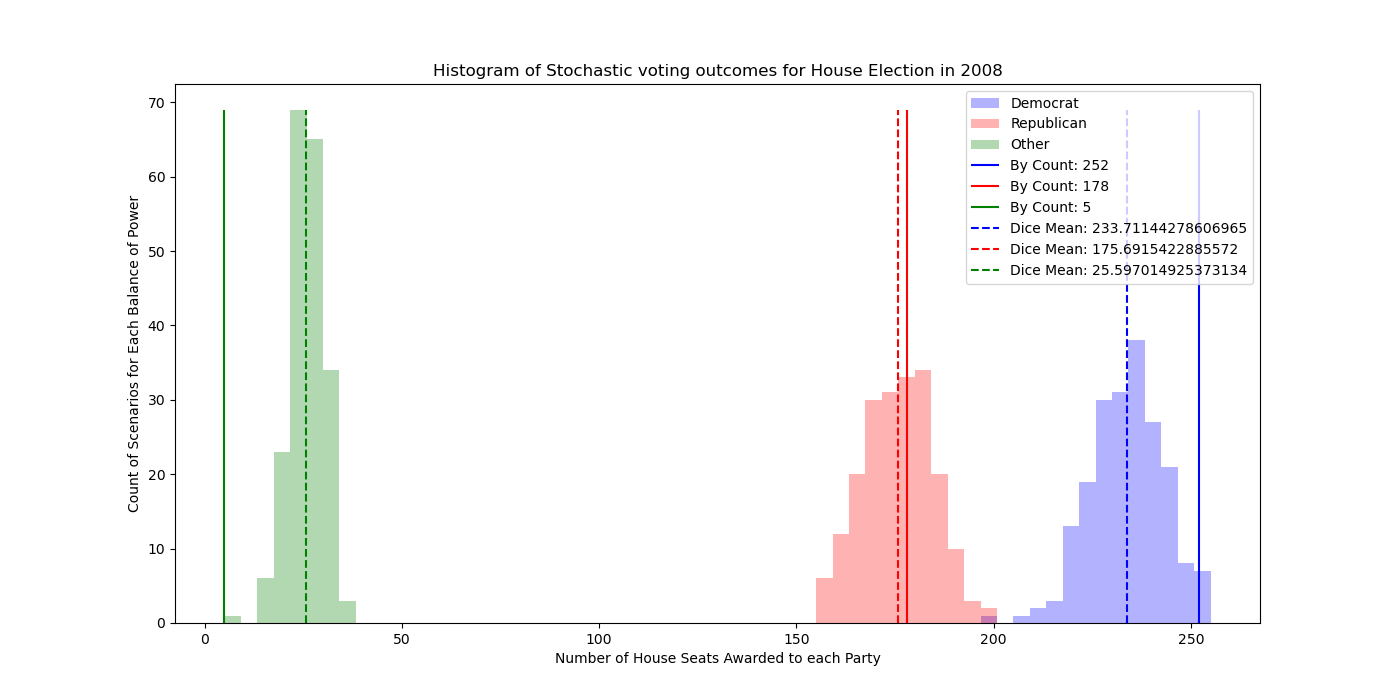 Histogram of Stochastic voting outcomes for House Election in 2008
Democrat
Republican
Other
By Count: 252
By Count: 178
By Count: 5
Dice Mean: 233.71144278606965
Dice Mean: 175.6915422885572
Dice Mean: 25.597014925373134
Count of Scenarios for Each Balance of Power
70
60
50
40
30
20
10
0
0 50 100 150 200 250
Number of House Seats Awarded to each Party